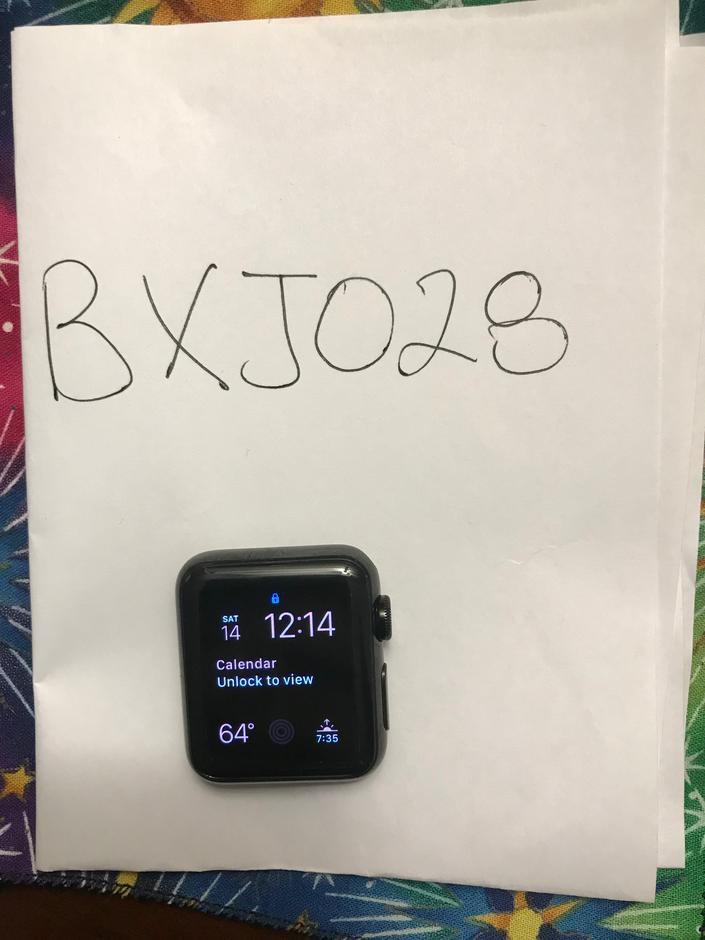 BXJ028
SAT
14 12:14
Calendar
Unlock to view
64° 7:35